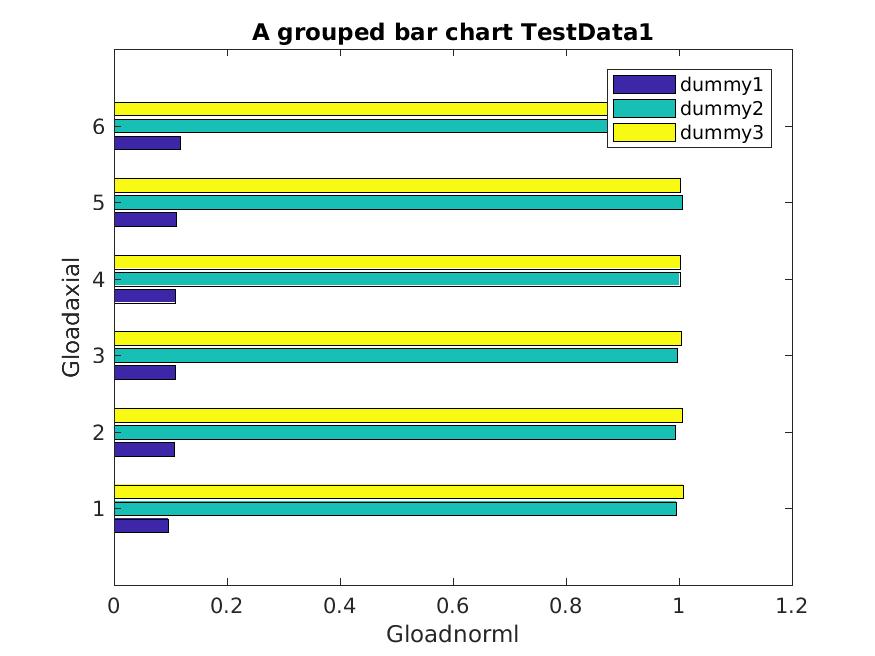 A grouped bar chart TestData1
dummy1
dummy2
dummy3
6
5
4
3
2
1
Gloadaxial
0 0.2 0.4 0.6 0.8 1 1.2
Gloadnorml